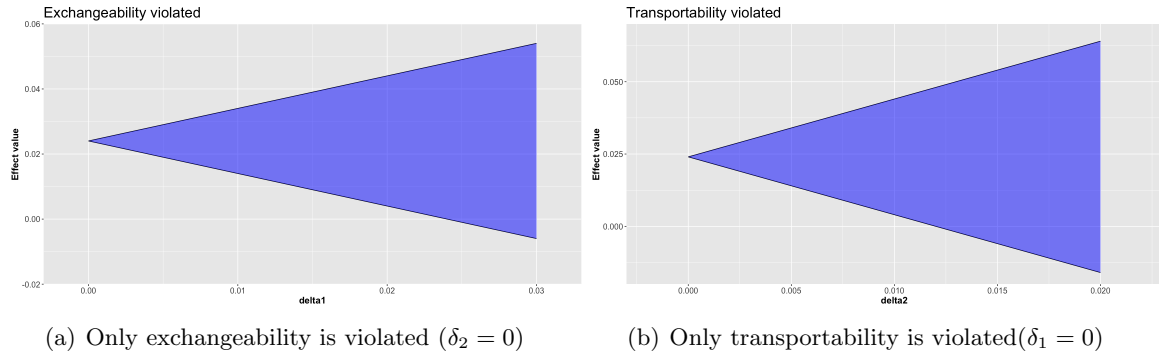 Exchangeability violated
0.06
0.04
0.02
0.00
-0.02
Effect value
0.00
0.01
0.02
0.03
delta1
Transportability violated
0.050
0.025
0.000
Effect value
0.000
0.005
0.010
0.015
0.020
delta2
(a) Only exchangeability is violated (δ₂ = 0)
(b) Only transportability is violated(δ₁ = 0)